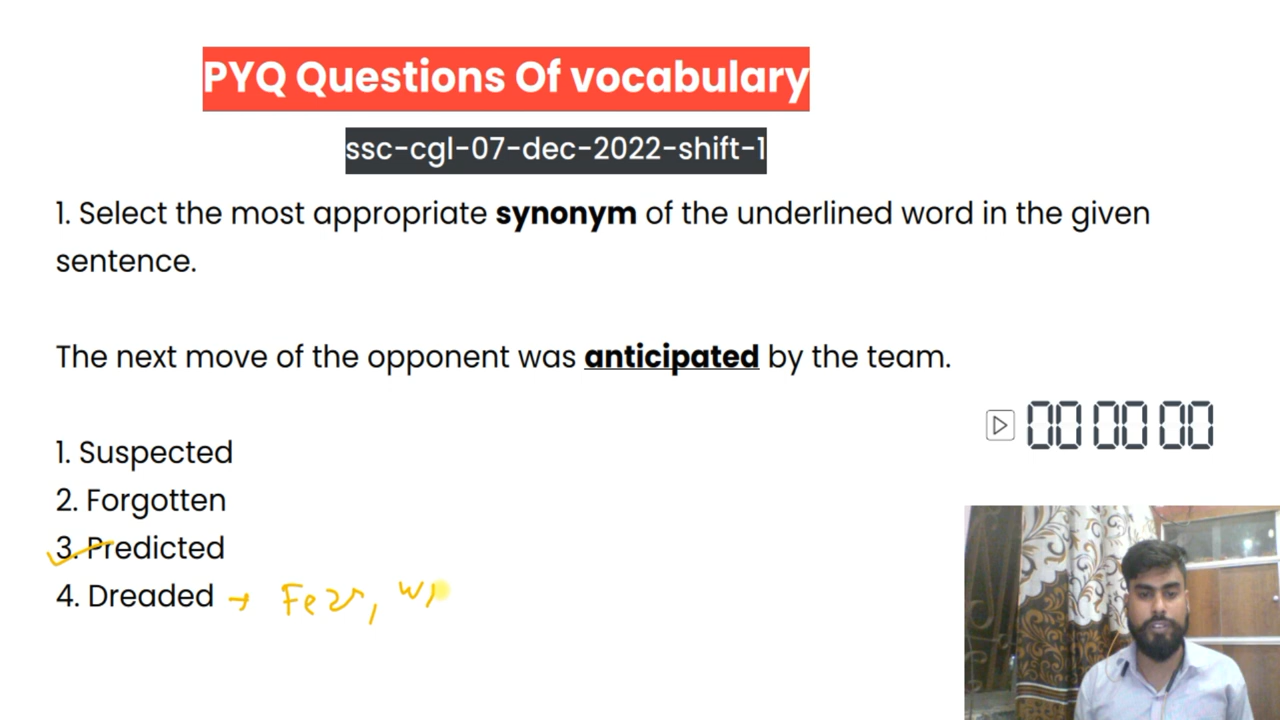 PYQ Questions Of vocabulary
ssc-cgl-07-dec-2022-shift-1
1. Select the most appropriate synonym of the underlined word in the given
sentence.
The next move of the opponent was anticipated by the team.
00 00 00
1. Suspected
2. Forgotten
3. Predicted
4. Dreaded → Fear,